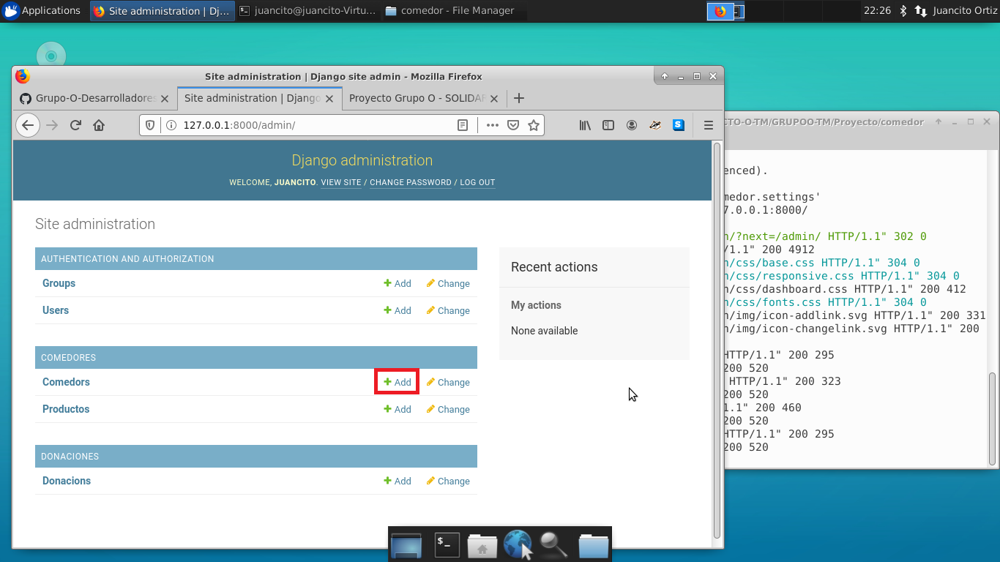 Applications
Site administration | Dj...
juancito@juancito-Virtu...
comedor - File Manager
22:26
Juancito Ortiz
Site administration | Django site admin - Mozilla Firefox
Grupo-O-Desarrolladores
Site administration | Django
Proyecto Grupo O - SOLIDAR
127.0.0.1:8000/admin/
CTO-O-TM/GRUPOO-TM/Proyecto/comedor
Django administration
WELCOME, JUANCITO. VIEW SITE / CHANGE PASSWORD / LOG OUT
Site administration
AUTHENTICATION AND AUTHORIZATION
Groups
Add
Change
Users
Add
Change
COMEDORES
Comedors
Add
Change
Productos
Add
Change
DONACIONES
Donacions
Add
Change
Recent actions
My actions
None available
enced).
medor.settings'
7.0.0.1:8000/
n/?next=/admin/ HTTP/1.1" 302 0
/1.1" 200 4912
n/css/base.css HTTP/1.1" 304 0
n/css/responsive.css HTTP/1.1" 304 0
n/css/dashboard.css HTTP/1.1" 200 412
n/css/fonts.css HTTP/1.1" 304 0
n/img/icon-addlink.svg HTTP/1.1" 200 331
n/img/icon-changelink.svg HTTP/1.1" 200
HTTP/1.1" 200 295
200 520
HTTP/1.1" 200 323
200 520
1.1" 200 460
200 520
HTTP/1.1" 200 295
200 520